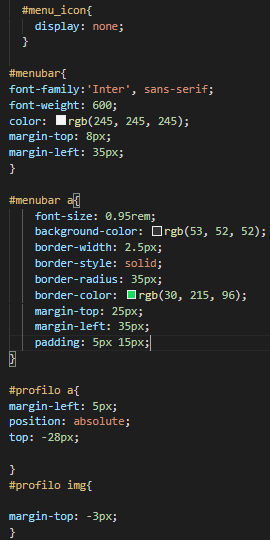 #menu_icon{
display: none;
}
#menubar{
font-family:'Inter', sans-serif;
font-weight: 600;
color: rgb(245, 245, 245);
margin-top: 8px;
margin-left: 35px;
}
#menubar a{
font-size: 0.95rem;
background-color: rgb(53, 52, 52);
border-width: 2.5px;
border-style: solid;
border-radius: 35px;
border-color: rgb(30, 215, 96);
margin-top: 25px;
margin-left: 35px;
padding: 5px 15px;
}
#profilo a{
margin-left: 5px;
position: absolute;
top: -28px;
}
#profilo img{
margin-top: -3px;
}